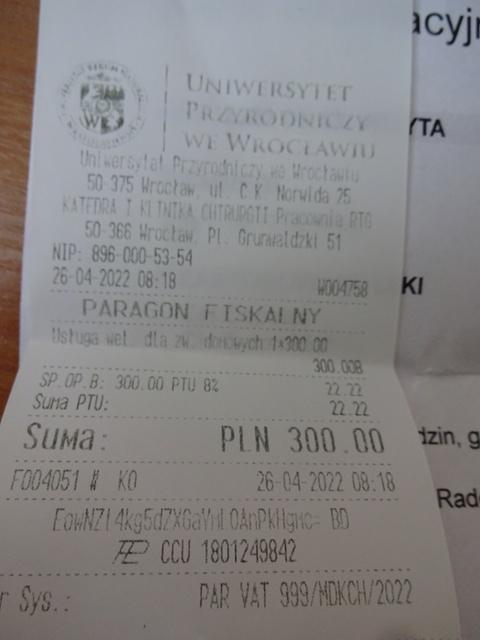 UNIWERSYTET
PRZYRODNICZY
WE WROCŁAWIU
Uniwersytet Przyrodniczy we Wrocławiu
50-375 Wrocław, ul. C.K. Norwida 25
KATEDRA I KLINIKA CHIRURGII Pracownia RTG
50-366 Wrocław, Pl. Grunwaldzki 51
NIP: 896-000-53-54
26-04-2022 08:18 W004758
PARAGON FISKALNY
Usługa wet. dla zw. domowych 1×300.00
300.00B
SP.OP.B: 300.00 PTU 8% 22.22
Suma PTU: 22.22
SUMA: PLN 300.00
F004051 # KO 26-04-2022 08:18
CCU 1801249842
r Sys.: PAR VAT 999/MDKCH/2022
acyjn
YTA
KI
dzin, g
Rad